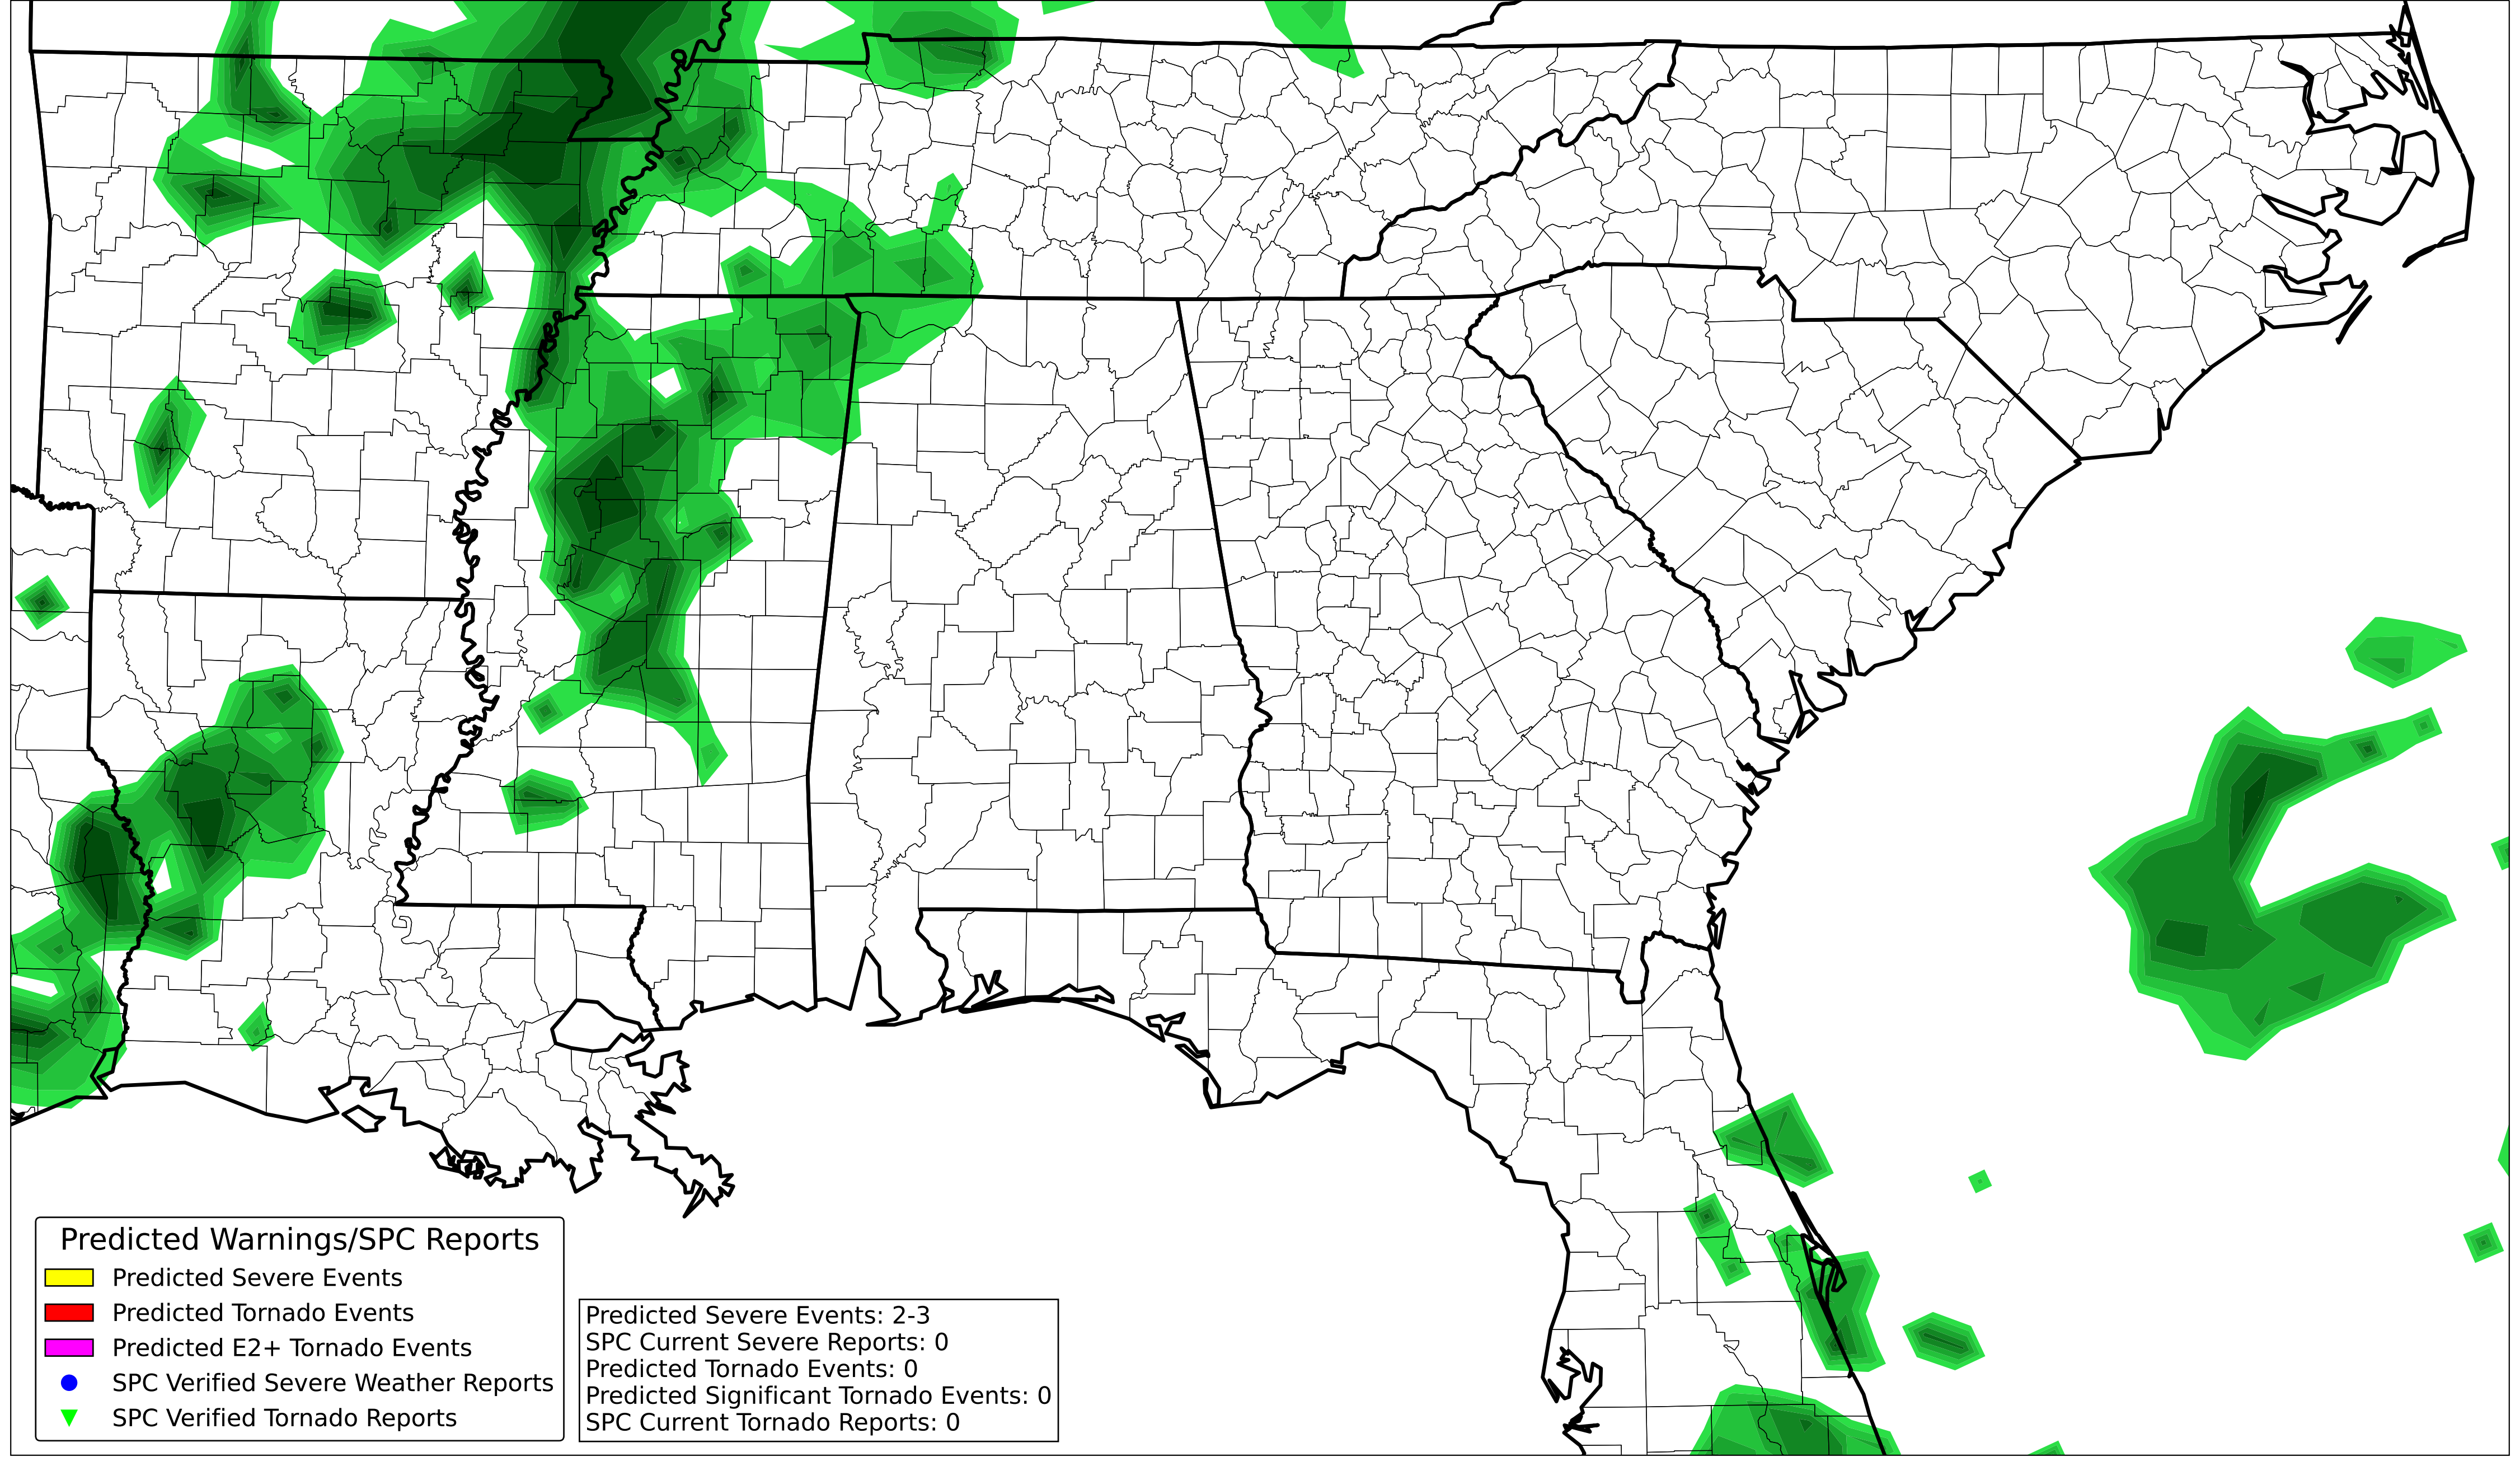 Predicted Warnings/SPC Reports
Predicted Severe Events
Predicted Tornado Events
Predicted E2+ Tornado Events
SPC Verified Severe Weather Reports
SPC Verified Tornado Reports
Predicted Severe Events: 2-3
SPC Current Severe Reports: 0
Predicted Tornado Events: 0
Predicted Significant Tornado Events: 0
SPC Current Tornado Reports: 0